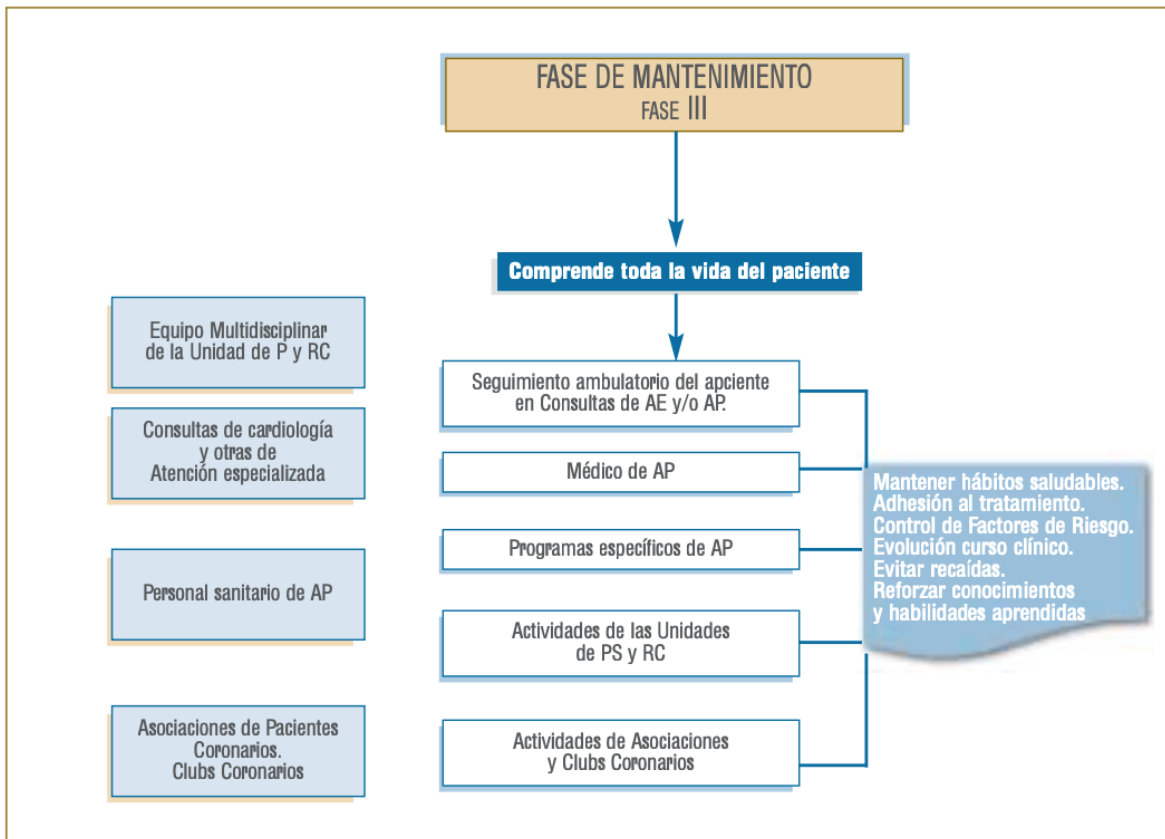 FASE DE MANTENIMIENTO
FASE III
Comprende toda la vida del paciente
Equipo Multidisciplinar
de la Unidad de P y RC
Consultas de cardiología
y otras de
Atención especializada
Personal sanitario de AP
Asociaciones de Pacientes
Coronarios.
Clubs Coronarios
Seguimiento ambulatorio del apciente
en Consultas de AE y/o AP.
Médico de AP
Programas específicos de AP
Actividades de las Unidades
de PS y RC
Actividades de Asociaciones
y Clubs Coronarios
Mantener hábitos saludables.
Adhesión al tratamiento.
Control de Factores de Riesgo.
Evolución curso clínico.
Evitar recaídas.
Reforzar conocimientos
y habilidades aprendidas